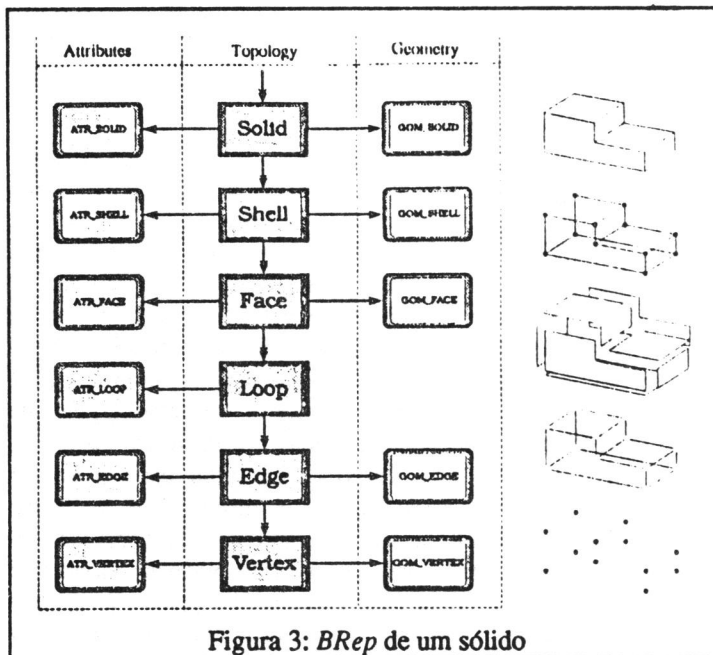 Attributes Topology Geometry
ATR_SOLID Solid GOM_SOLID
ATR_SHELL Shell GOM_SHELL
ATR_FACE Face GOM_FACE
ATR_LOOP Loop
ATR_EDGE Edge GOM_EDGE
ATR_VERTEX Vertex GOM_VERTEX
Figura 3: BRep de um sólido